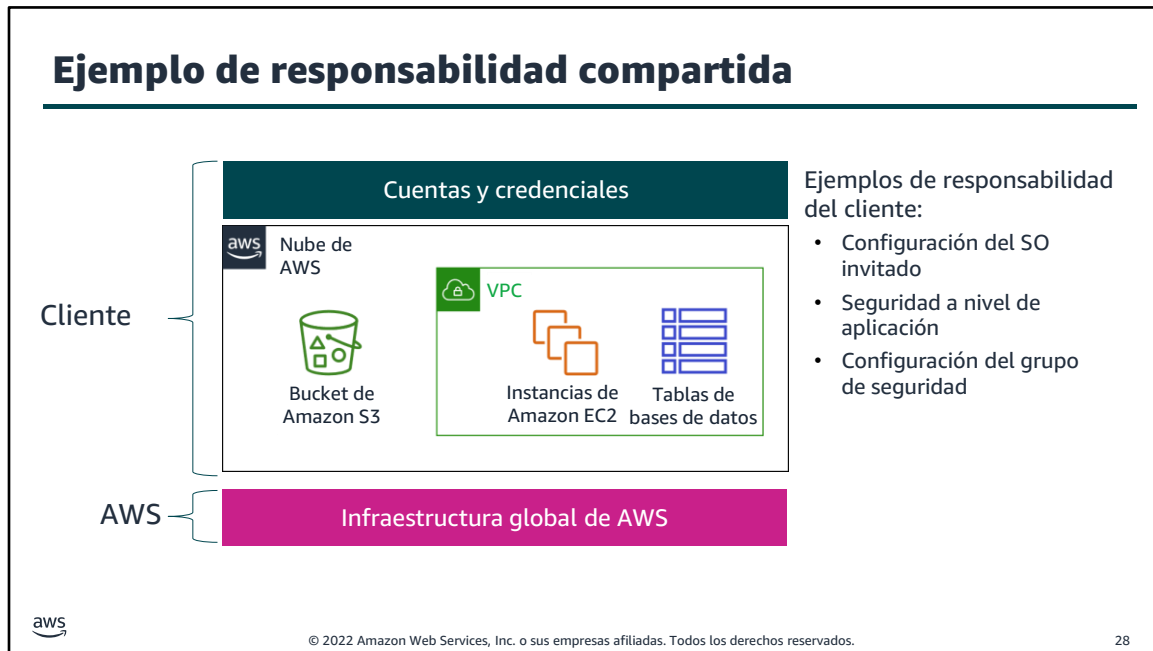 Ejemplo de responsabilidad compartida
Cuentas y credenciales
aws
Nube de
AWS
VPC
Cliente
Bucket de
Amazon S3
Instancias de
Amazon EC2
Tablas de
bases de datos
AWS
Infraestructura global de AWS
Ejemplos de responsabilidad
del cliente:
• Configuración del SO
invitado
• Seguridad a nivel de
aplicación
• Configuración del grupo
de seguridad
aws
© 2022 Amazon Web Services, Inc. o sus empresas afiliadas. Todos los derechos reservados.
28